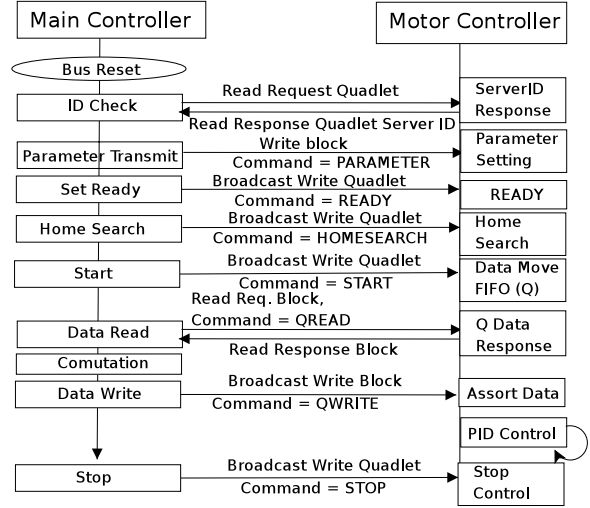 Main Controller
Motor Controller
Bus Reset
Read Request Quadlet
ID Check
ServerID
Response
Read Response Quadlet Server ID
Write block
Parameter Transmit
Command = PARAMETER
Parameter
Setting
Broadcast Write Quadlet
Set Ready
Command = READY
READY
Broadcast Write Quadlet
Home Search
Command = HOMESEARCH
Home
Search
Broadcast Write Quadlet
Start
Command = START
Data Move
FIFO (Q)
Read Req. Block,
Command = QREAD
Data Read
Q Data
Response
Read Response Block
Comutation
Broadcast Write Block
Data Write
Command = QWRITE
Assort Data
PID Control
Broadcast Write Quadlet
Stop
Command = STOP
Stop
Control